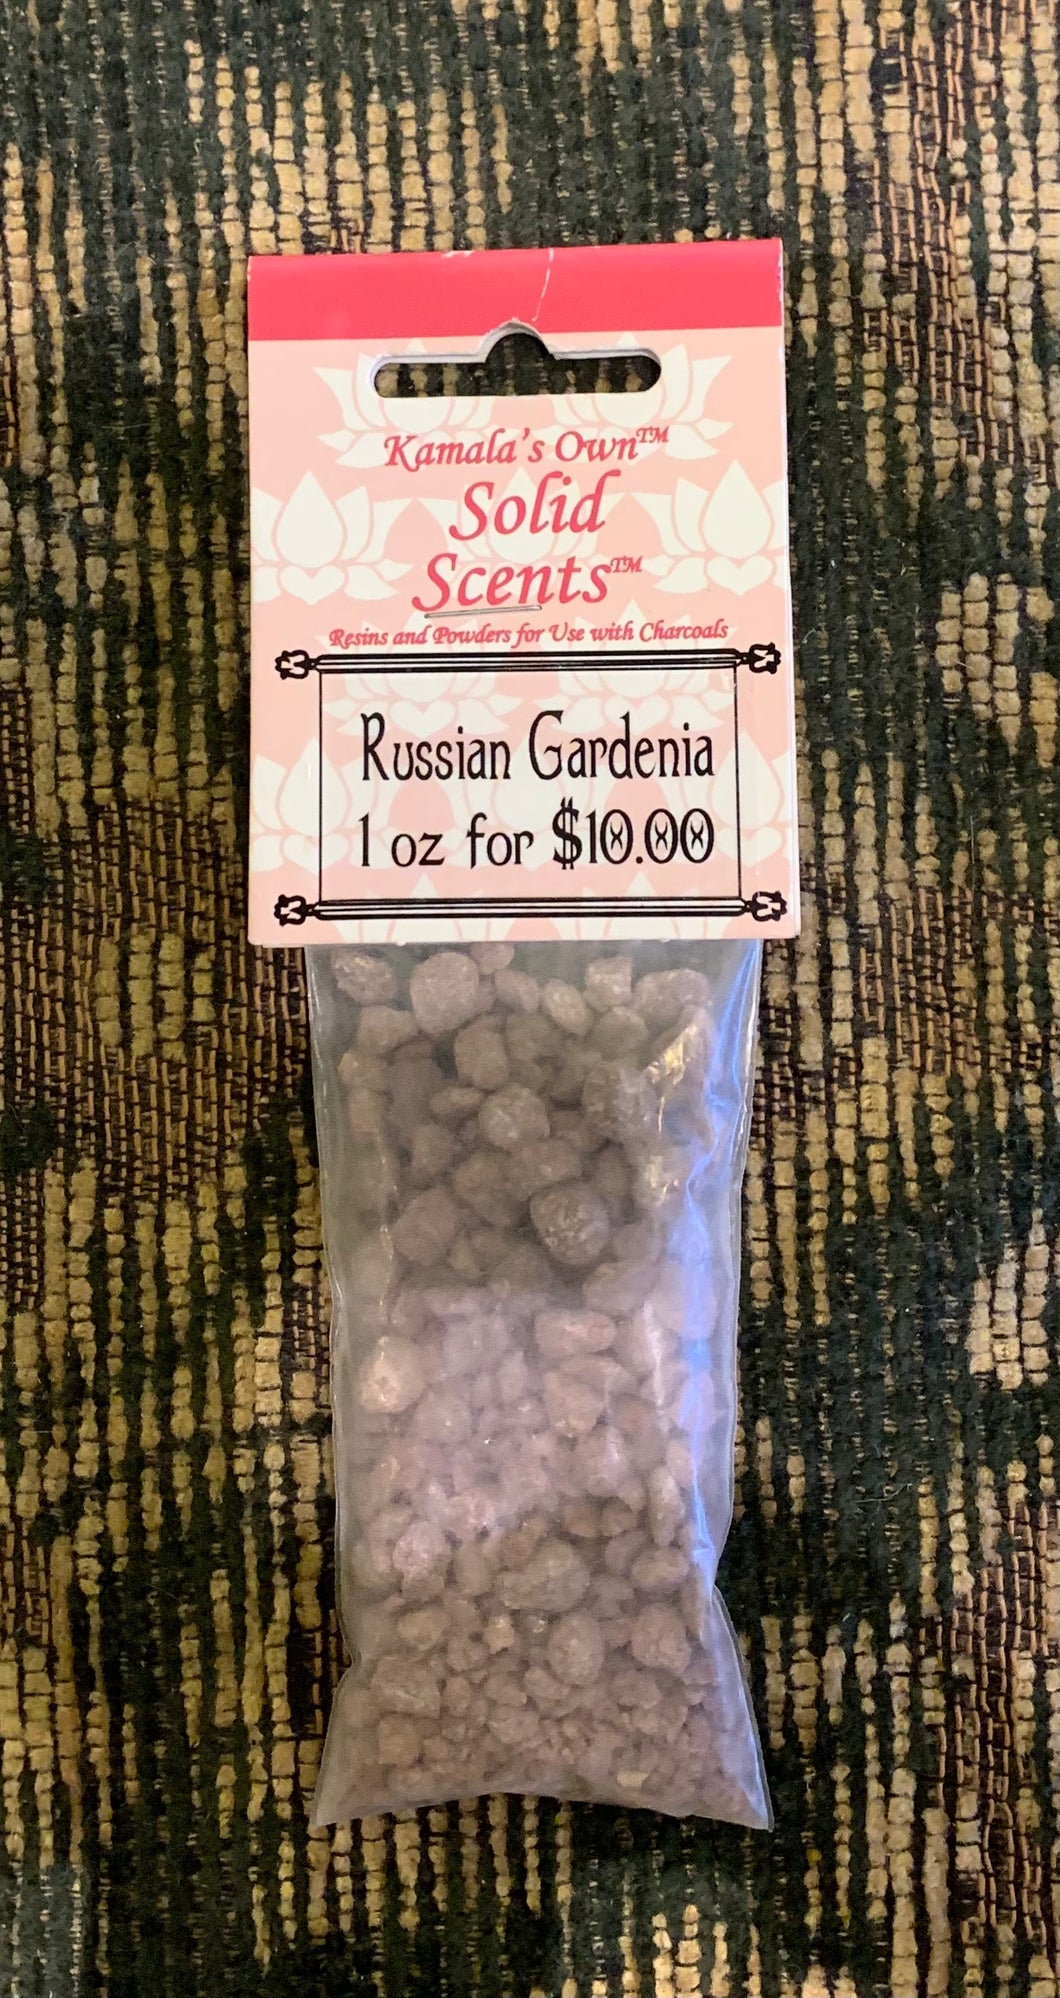 Kamala's Own™
Solid
Scents™
Resins and Powders for Use with Charcoals
Russian Gardenia
1 oz for $10.00